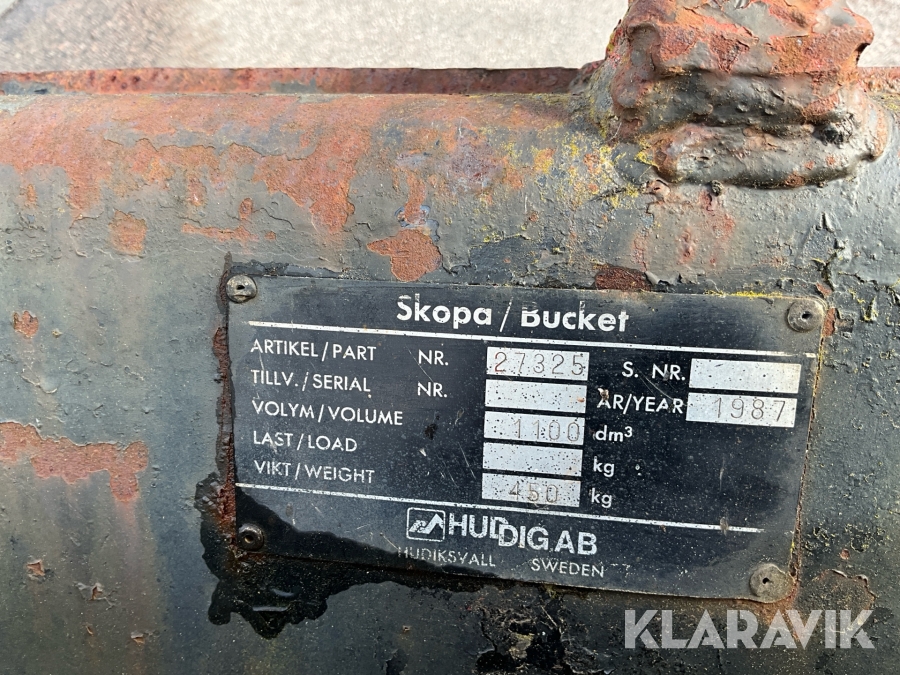 Skopa/Bucket
ARTIKEL/PART NR. 27325 S. NR.
TILLV./SERIAL NR. ÅR/YEAR 1987
VOLYM/VOLUME 1100 dm³
LAST/LOAD kg
VIKT/WEIGHT 450 kg
HUDDIG AB
HUDIKSVALL SWEDEN
KLARAVIK